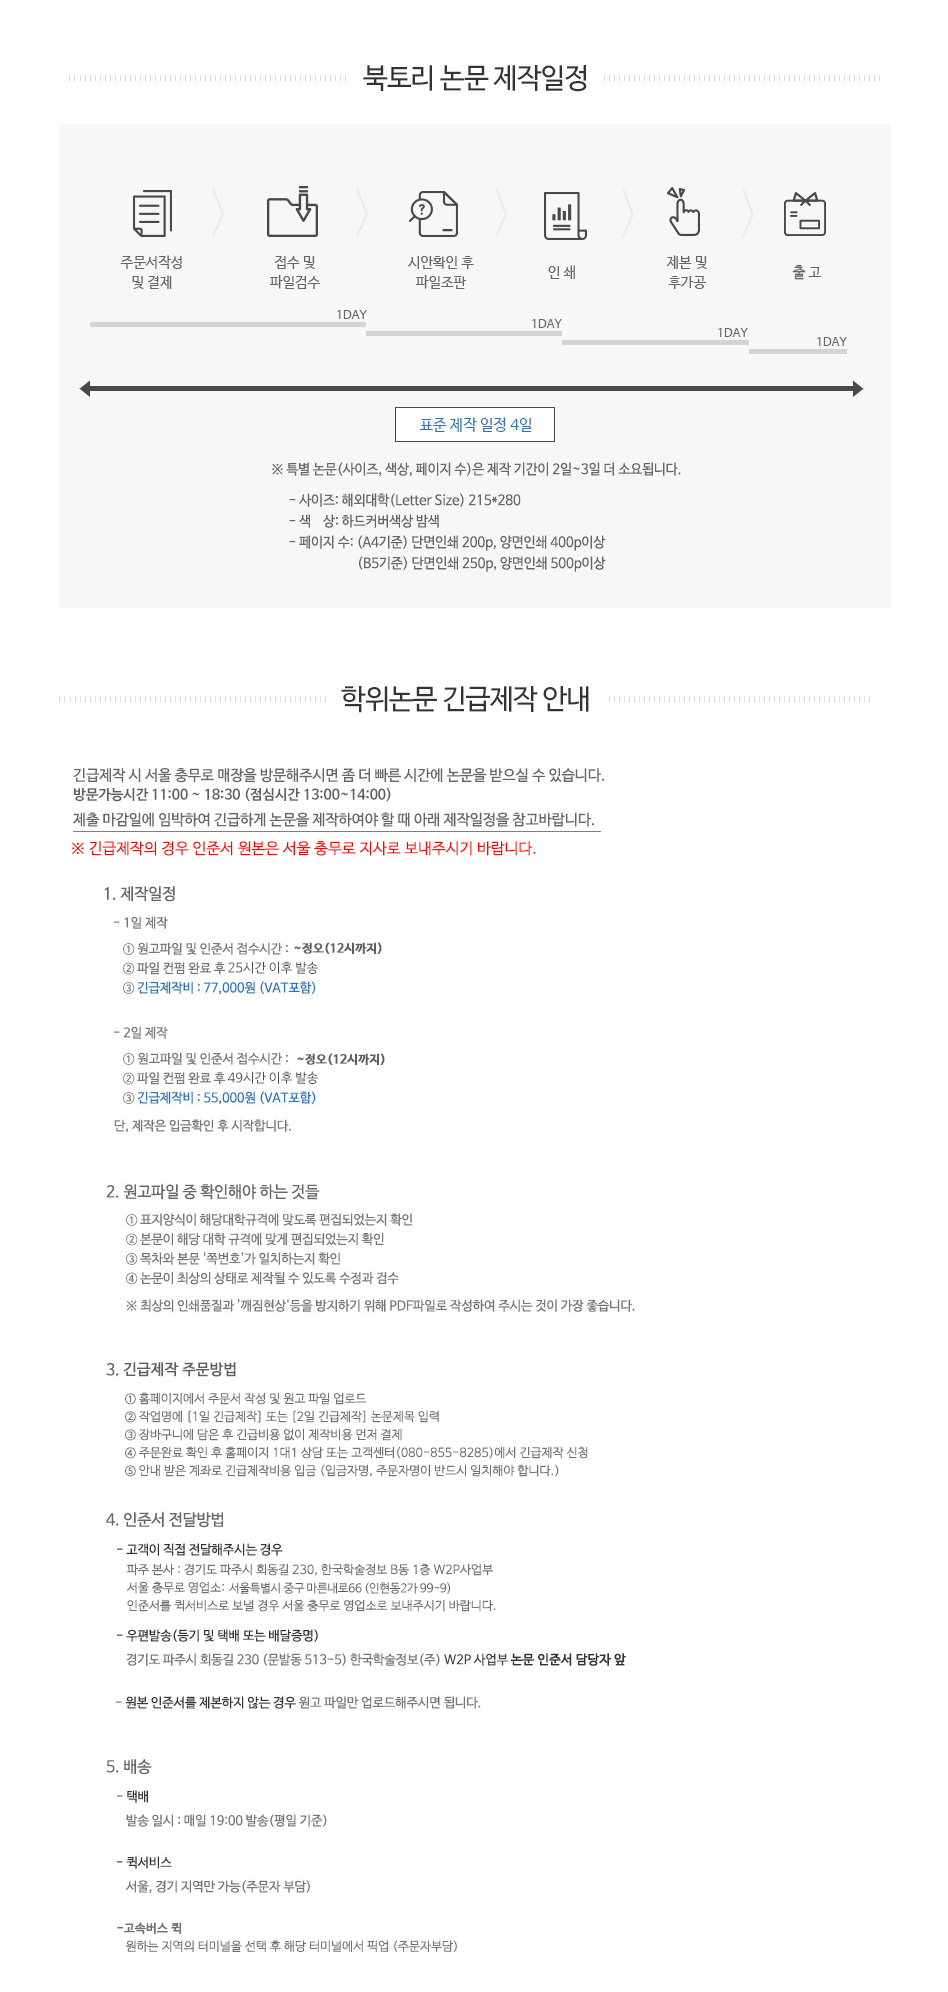 북토리 논문 제작일정
주문서작성
및 결제
접수 및
파일검수
시안확인 후
파일조판
인 쇄
제본 및
후가공
출 고
1DAY
1DAY
1DAY
1DAY
표준 제작 일정 4일
※ 특별 논문(사이즈, 색상, 페이지 수)은 제작 기간이 2일~3일 더 소요됩니다.
- 사이즈: 해외대학(Letter Size) 215*280
- 색 상: 하드커버색상 밤색
- 페이지 수: (A4기준) 단면인쇄 200p, 양면인쇄 400p이상
(B5기준) 단면인쇄 250p, 양면인쇄 500p이상
학위논문 긴급제작 안내
긴급제작 시 서울 충무로 매장을 방문해주시면 좀 더 빠른 시간에 논문을 받으실 수 있습니다.
방문가능시간 11:00 ~ 18:30 (점심시간 13:00~14:00)
제출 마감일에 임박하여 긴급하게 논문을 제작하여야 할 때 아래 제작일정을 참고바랍니다.
※ 긴급제작의 경우 인준서 원본은 서울 충무로 지사로 보내주시기 바랍니다.
1. 제작일정
- 1일 제작
① 원고파일 및 인준서 접수시간 : ~정오(12시까지)
② 파일 컨펌 완료 후 25시간 이후 발송
③ 긴급제작비 : 77,000원 (VAT포함)
- 2일 제작
① 원고파일 및 인준서 접수시간 : ~정오(12시까지)
② 파일 컨펌 완료 후 49시간 이후 발송
③ 긴급제작비 : 55,000원 (VAT포함)
단, 제작은 입금확인 후 시작합니다.
2. 원고파일 중 확인해야 하는 것들
① 표지양식이 해당대학규격에 맞도록 편집되었는지 확인
② 본문이 해당 대학 규격에 맞게 편집되었는지 확인
③ 목차와 본문 '쪽번호'가 일치하는지 확인
④ 논문이 최상의 상태로 제작될 수 있도록 수정과 검수
※ 최상의 인쇄품질과 '깨짐현상'등을 방지하기 위해 PDF파일로 작성하여 주시는 것이 가장 좋습니다.
3. 긴급제작 주문방법
① 홈페이지에서 주문서 작성 및 원고 파일 업로드
② 작업명에 [1일 긴급제작] 또는 [2일 긴급제작] 논문제목 입력
③ 장바구니에 담은 후 긴급비용 없이 제작비용 먼저 결제
④ 주문완료 확인 후 홈페이지 1대1 상담 또는 고객센터(080-855-8285)에서 긴급제작 신청
⑤ 안내 받은 계좌로 긴급제작비용 입금 (입금자명, 주문자명이 반드시 일치해야 합니다.)
4. 인준서 전달방법
- 고객이 직접 전달해주시는 경우
파주 본사 : 경기도 파주시 회동길 230, 한국학술정보 B동 1층 W2P사업부
서울 충무로 영업소: 서울특별시 중구 마른내로66 (인현동2가 99-9)
인준서를 퀵서비스로 보낼 경우 서울 충무로 영업소로 보내주시기 바랍니다.
- 우편발송(등기 및 택배 또는 배달증명)
경기도 파주시 회동길 230 (문발동 513-5) 한국학술정보(주) W2P 사업부 논문 인준서 담당자 앞
- 원본 인준서를 제본하지 않는 경우 원고 파일만 업로드해주시면 됩니다.
5. 배송
- 택배
발송 일시 : 매일 19:00 발송(평일 기준)
- 퀵서비스
서울, 경기 지역만 가능(주문자 부담)
-고속버스 퀵
원하는 지역의 터미널을 선택 후 해당 터미널에서 픽업 (주문자부담)